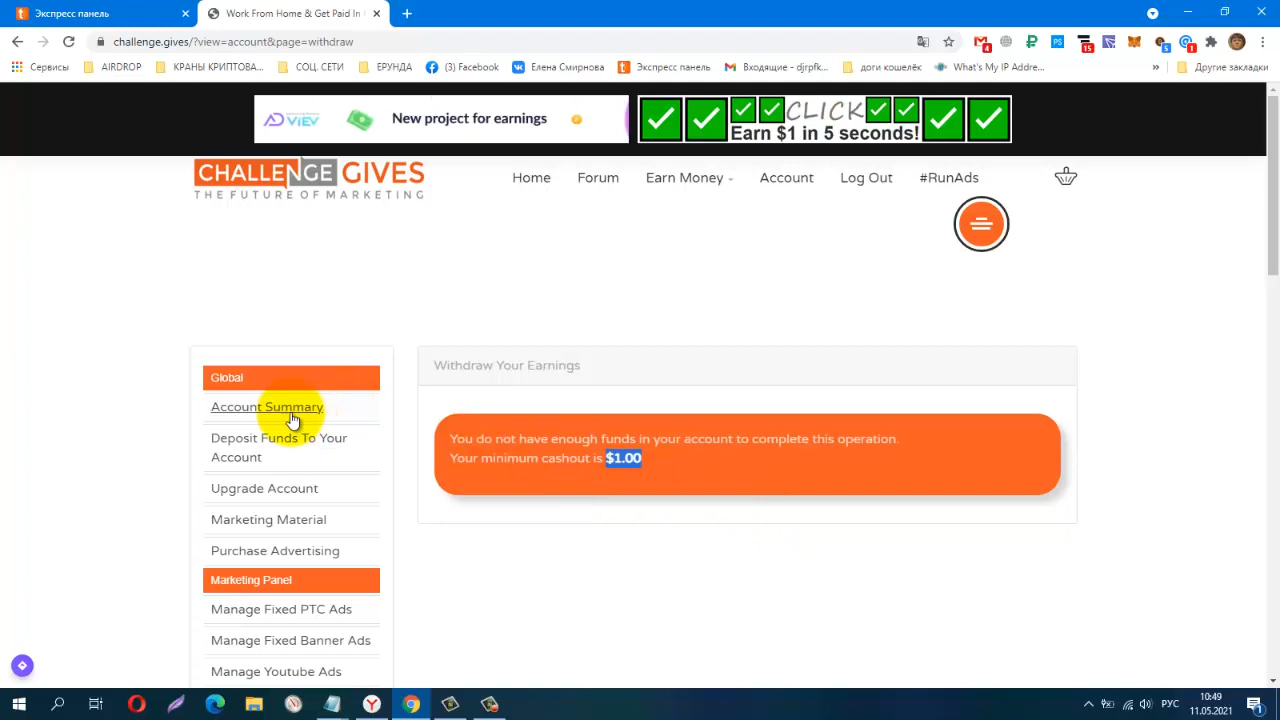 Экспресс панель
Work From Home & Get Paid In
challenge.gives/?view=account&page=withdraw
4
15
5
1
Сервисы
AIRDROP
КРАНЫ КРИПТОВА...
СОЦ. СЕТИ
ЕРУНДА
(3) Facebook
Елена Смирнова
Экспресс панель
Входящие - djrpfk...
доги кошелёк
What's My IP Addre...
»
Другие закладки
New project for earnings
CLICK
Earn $1 in 5 seconds!
CHALLENGE GIVES
THE FUTURE OF MARKETING
Home
Forum
Earn Money
Account
Log Out
#RunAds
Global
Account Summary
Deposit Funds To Your
Account
Upgrade Account
Marketing Material
Purchase Advertising
Marketing Panel
Manage Fixed PTC Ads
Manage Fixed Banner Ads
Manage Youtube Ads
Withdraw Your Earnings
You do not have enough funds in your account to complete this operation.
Your minimum cashout is $1.00
РУС
10:49
11.05.2021